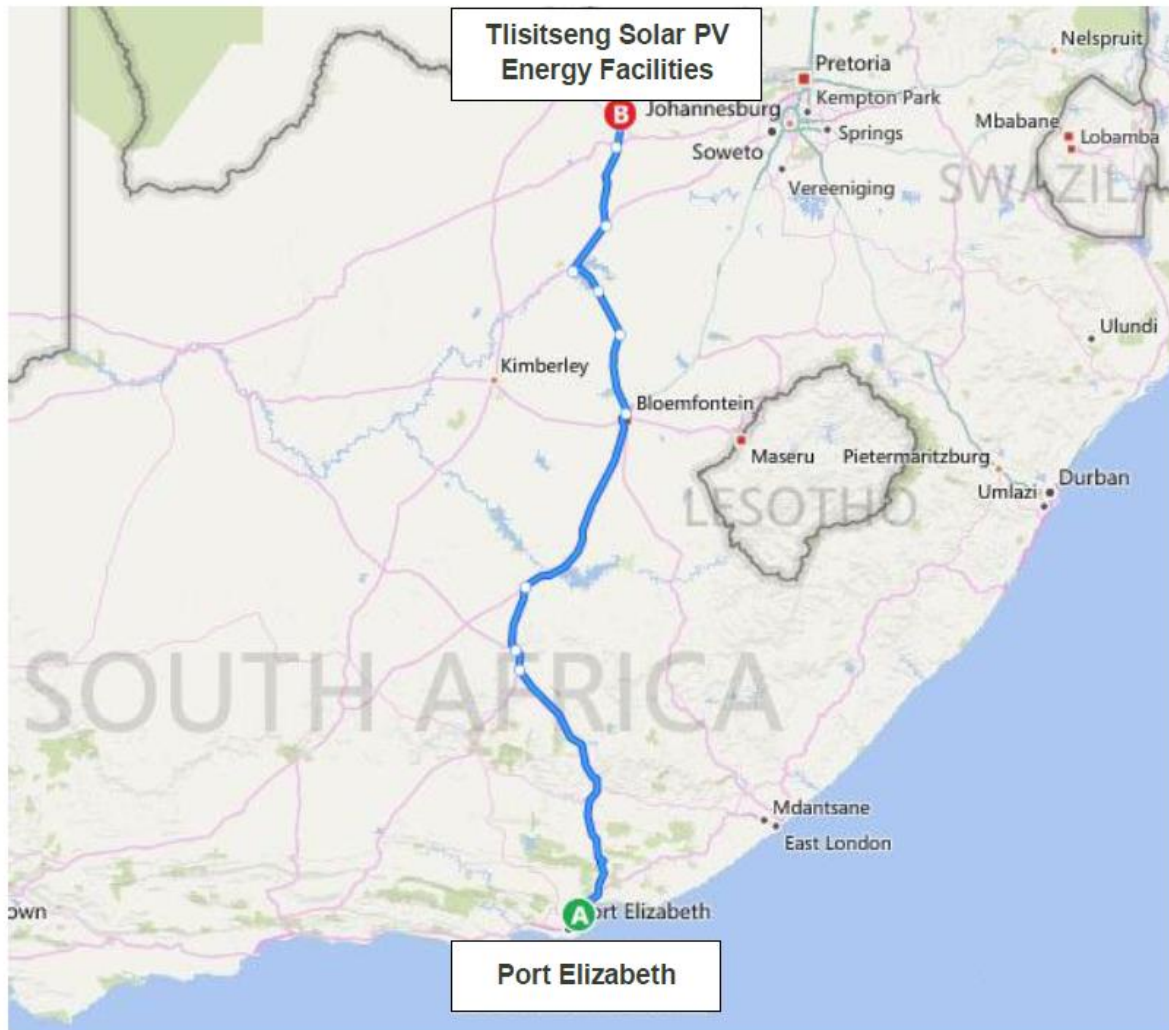 Tlisitseng Solar PV
Energy Facilities
Nelspruit
Pretoria
B
Johannesburg
Kempton Park
Mbabane
Lobamba
Soweto
Springs
Vereeniging
SWAZILA
Ulundi
Kimberley
Bloemfontein
Maseru
Pietermaritzburg
Durban
Umlazi
LESOTHO
SOUTH AFRICA
Mdantsane
East London
own
A
ort Elizabeth
Port Elizabeth